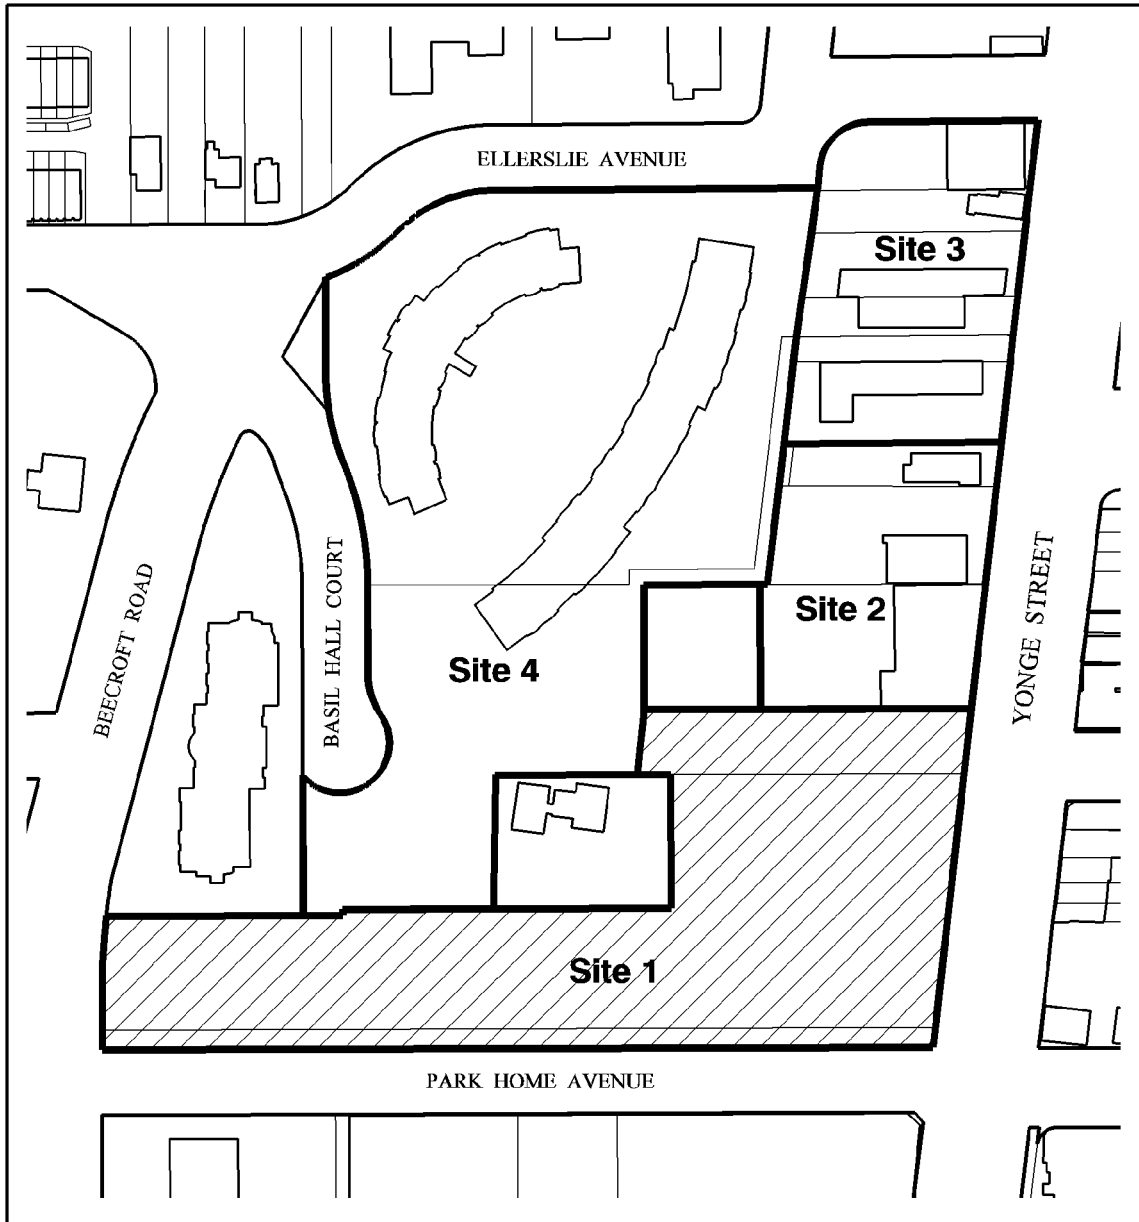 ELLERSLIE AVENUE
Site 3
BEECROFT ROAD
BASIL HALL COURT
Site 2
YONGE STREET
Site 4
Site 1
PARK HOME AVENUE